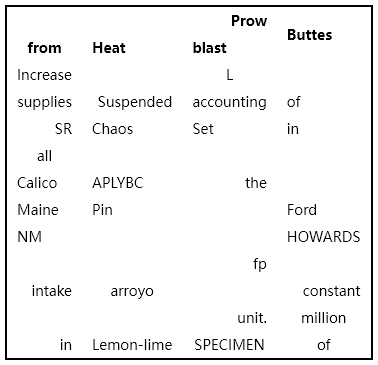 Prow
Buttes
from Heat blast
Increase L
supplies Suspended accounting of
SR Chaos Set in
all
Calico APLYBC the
Maine Pin Ford
NM HOWARDS
fp
intake arroyo constant
unit. million
in Lemon-lime SPECIMEN of